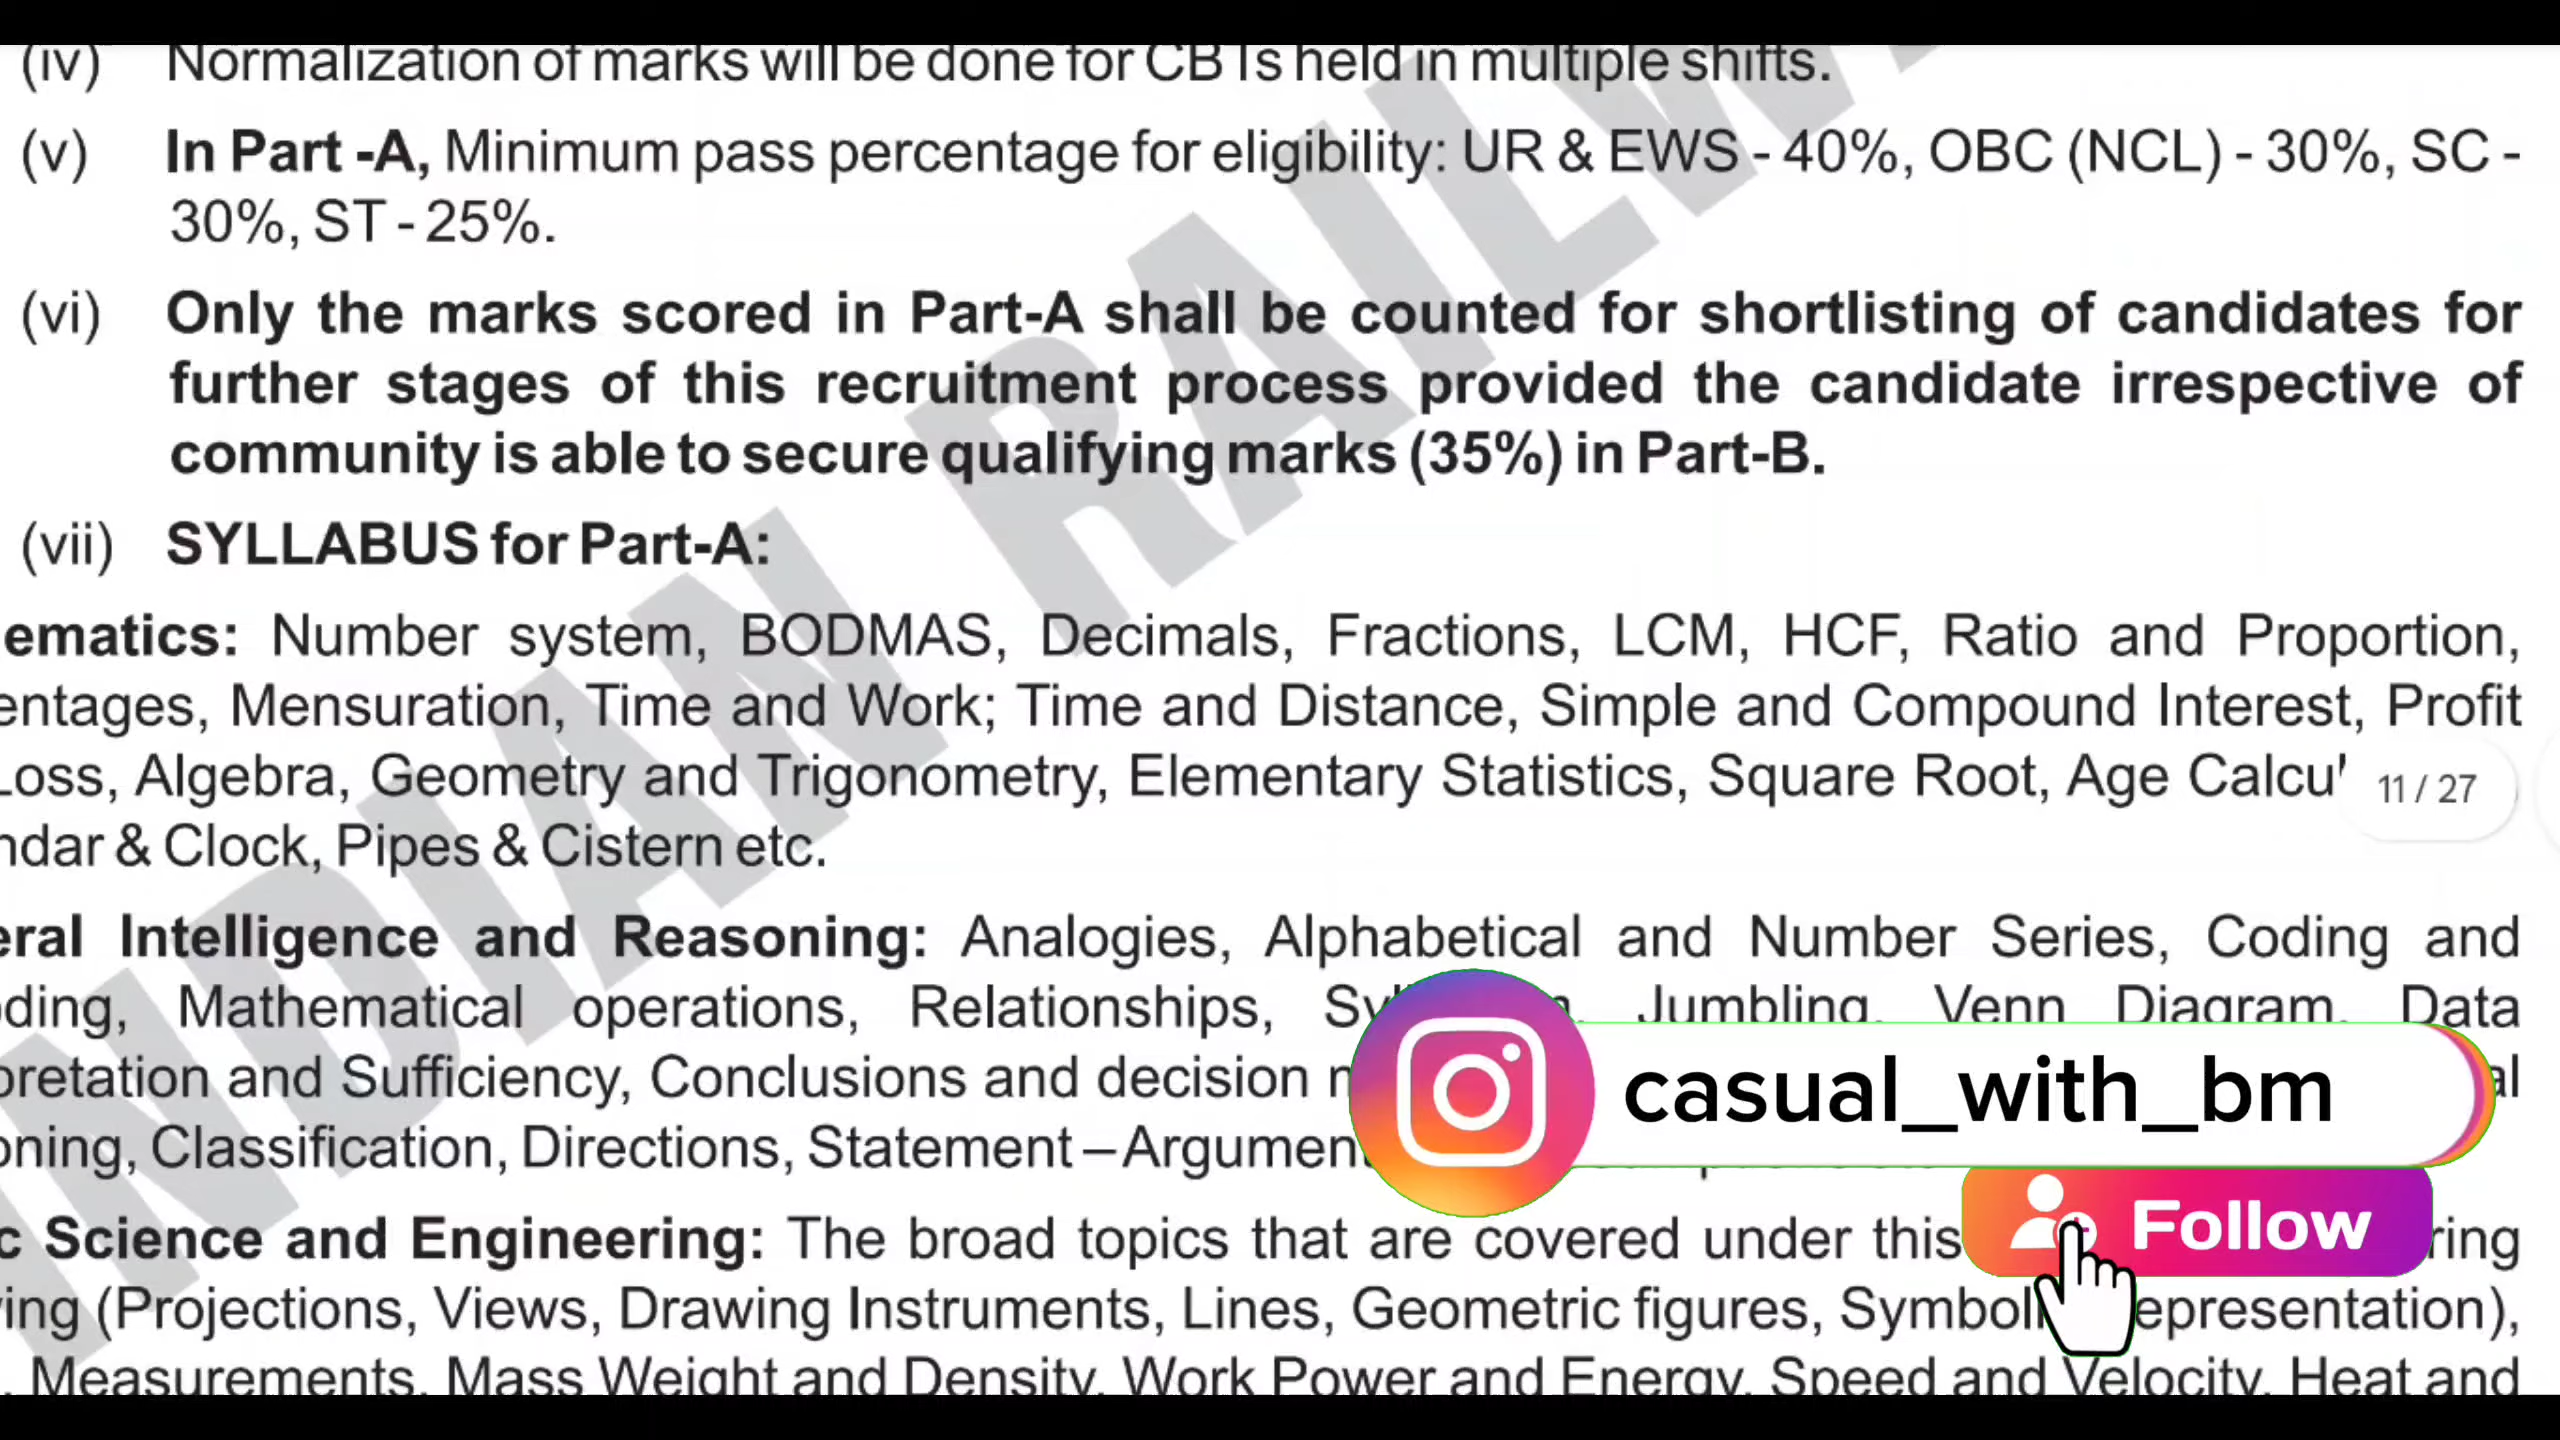 (iv) Normalization of marks will be done for CBTs held in multiple shifts.
(v) In Part -A, Minimum pass percentage for eligibility: UR & EWS - 40%, OBC (NCL) - 30%, SC -
30%, ST - 25%.
(vi) Only the marks scored in Part-A shall be counted for shortlisting of candidates for
further stages of this recruitment process provided the candidate irrespective of
community is able to secure qualifying marks (35%) in Part-B.
(vii) SYLLABUS for Part-A:
ematics: Number system, BODMAS, Decimals, Fractions, LCM, HCF, Ratio and Proportion,
entages, Mensuration, Time and Work; Time and Distance, Simple and Compound Interest, Profit
Loss, Algebra, Geometry and Trigonometry, Elementary Statistics, Square Root, Age
11 / 27
ndar & Clock, Pipes & Cistern etc.
eral Intelligence and Reasoning: Analogies, Alphabetical and Number Series, Coding and
ding, Mathematical operations, Relationships, Jumbling, Venn Diagram, Data
pretation and Sufficiency, Conclusions and decision
oning, Classification, Directions, Statement – Argumen
casual_with_bm
Follow
c Science and Engineering: The broad topics that are covered under this ring
ing (Projections, Views, Drawing Instruments, Lines, Geometric figures, Symboli epresentation),
Measurements, Mass Weight and Density, Work Power and Energy, Speed and Velocity, Heat and
INDIAN RAILW